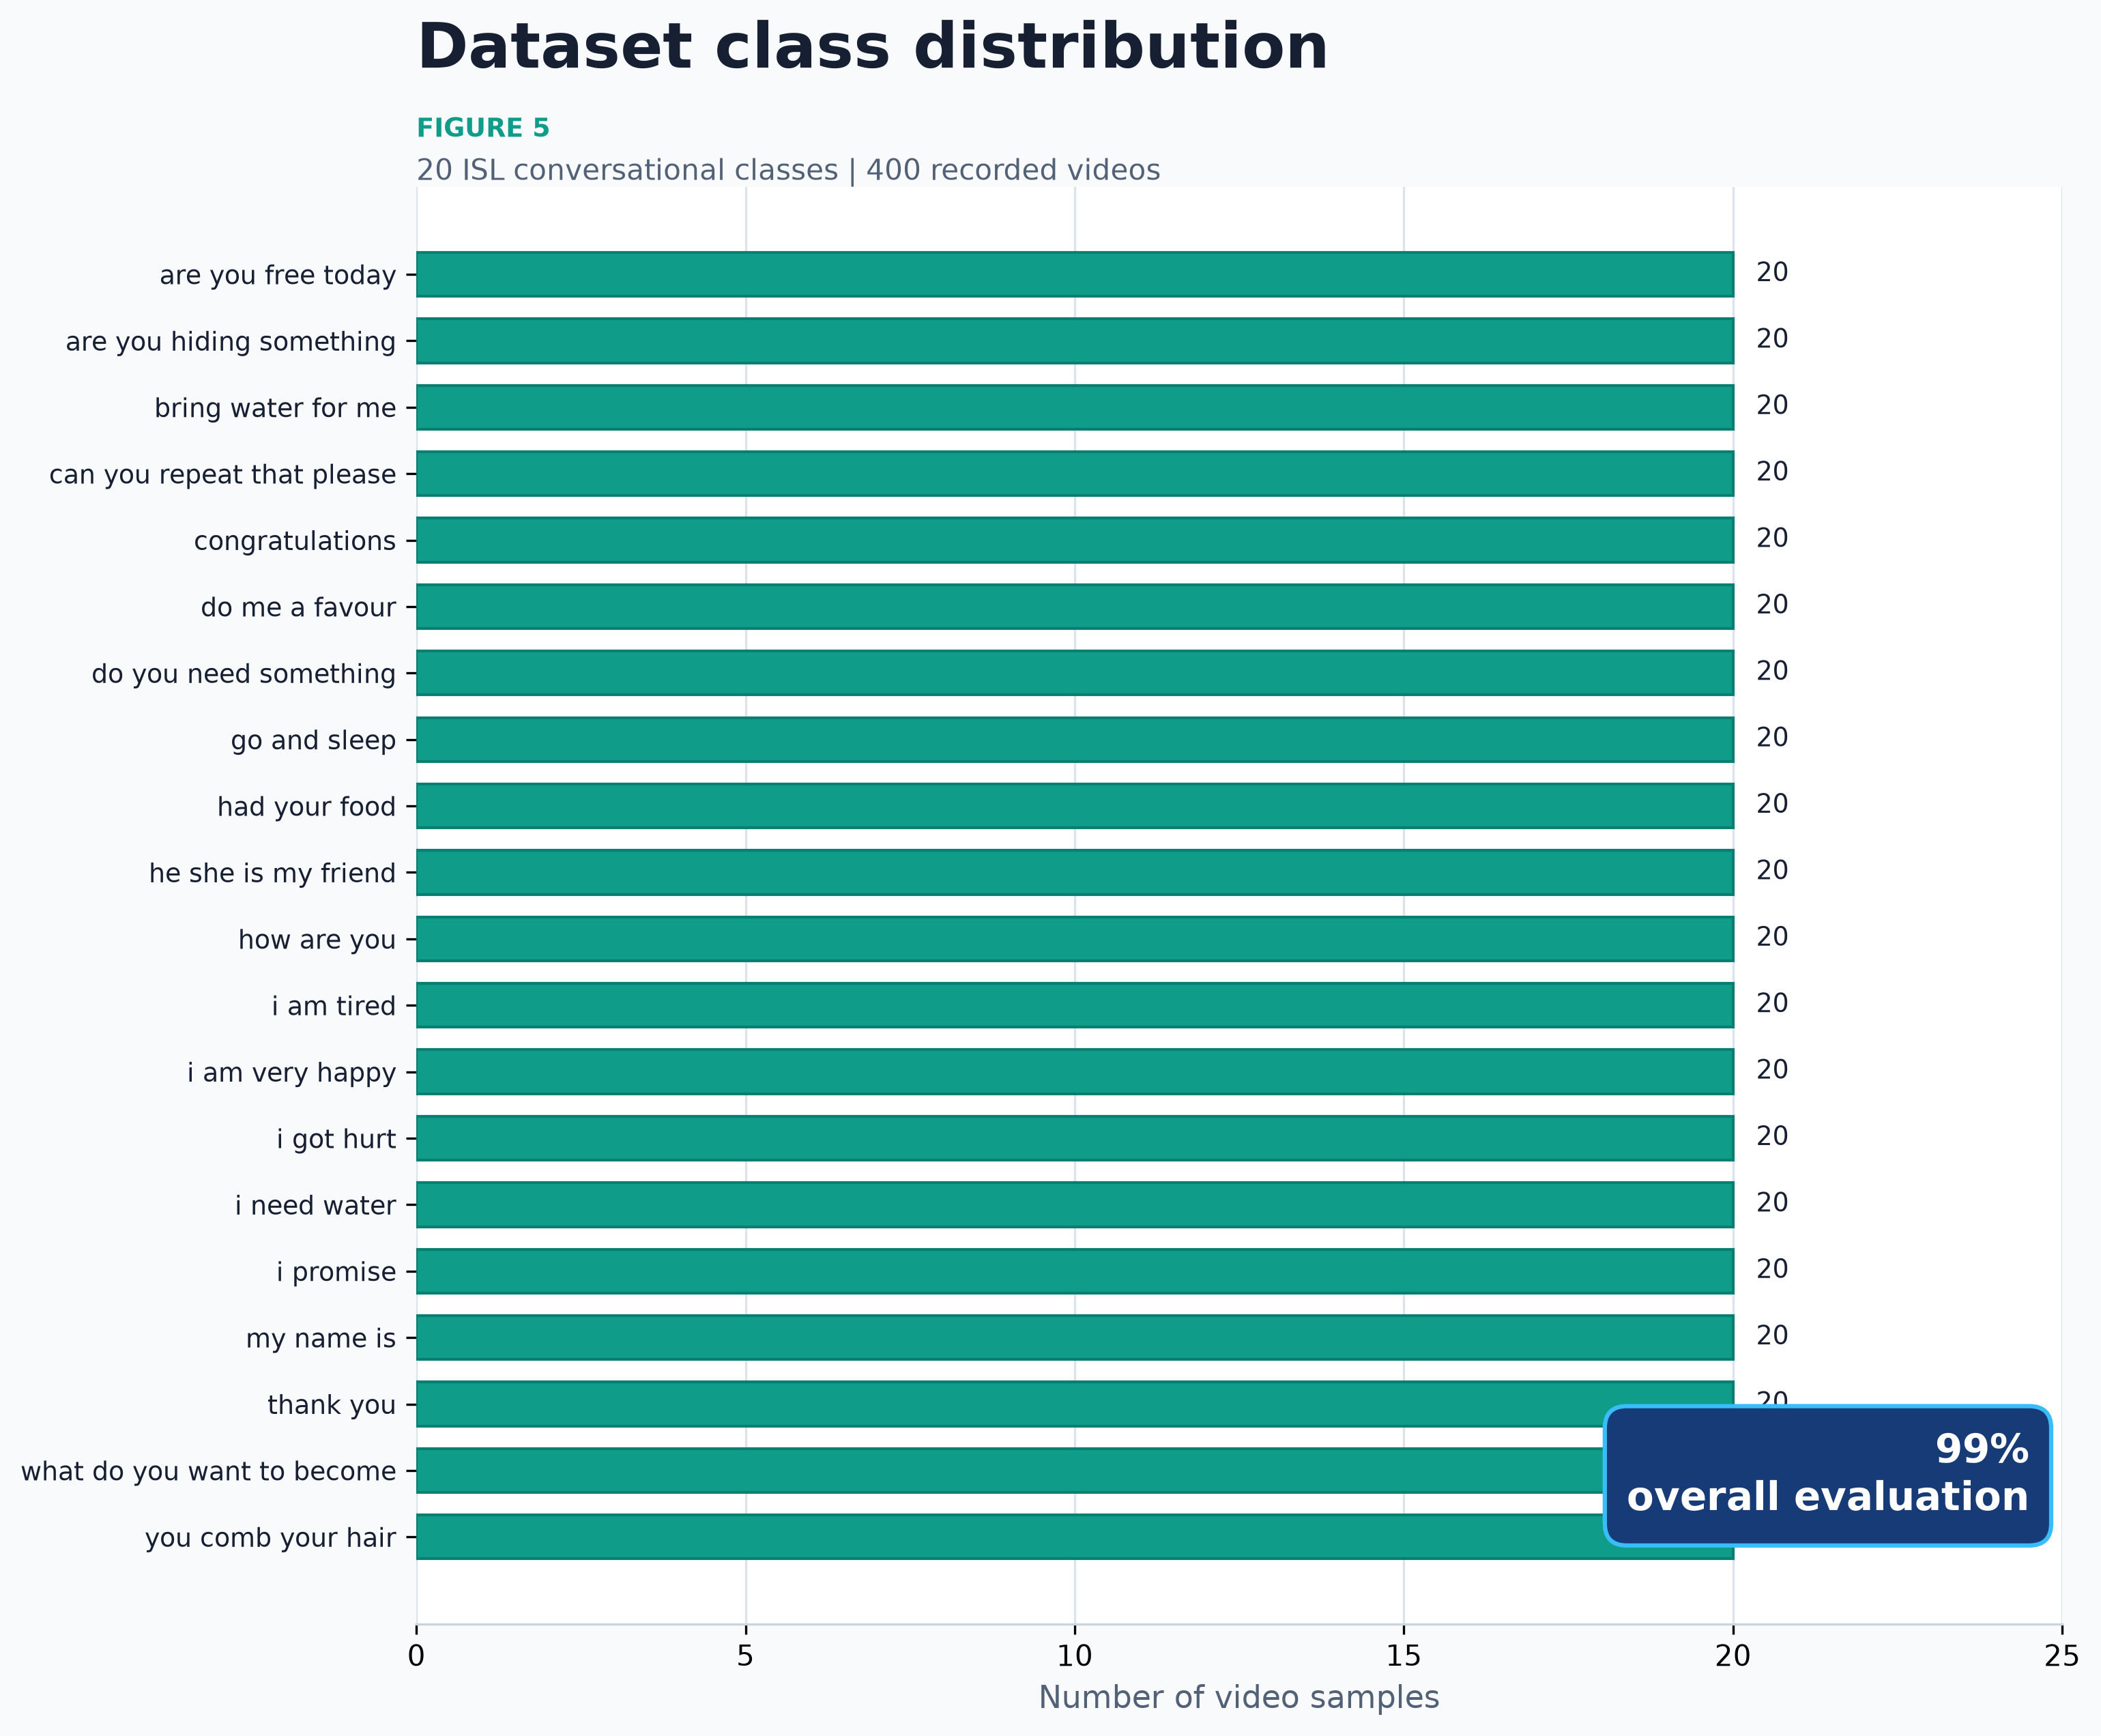 Dataset class distribution
FIGURE 5
20 ISL conversational classes | 400 recorded videos
are you free today 20
are you hiding something 20
bring water for me 20
can you repeat that please 20
congratulations 20
do me a favour 20
do you need something 20
go and sleep 20
had your food 20
he she is my friend 20
how are you 20
i am tired 20
i am very happy 20
i got hurt 20
i need water 20
i promise 20
my name is 20
thank you 20
what do you want to become
you comb your hair
99%
overall evaluation
0 5 10 15 20 25
Number of video samples